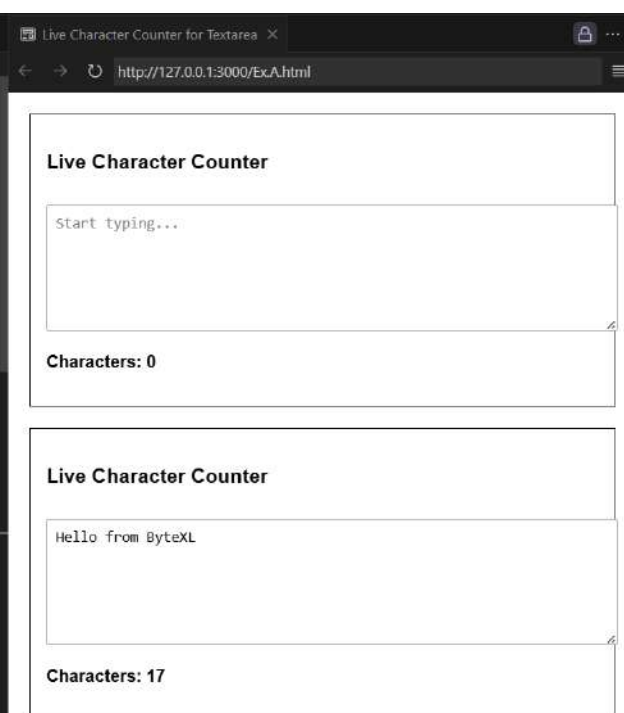 Live Character Counter for Textarea
http://127.0.0.1:3000/Ex.A.html
Live Character Counter
Start typing...
Characters: 0
Live Character Counter
Hello from ByteXL
Characters: 17